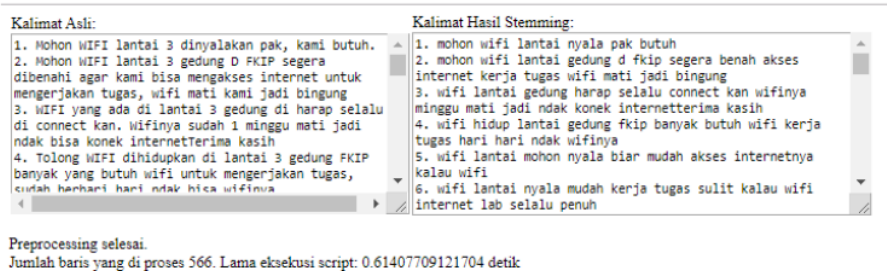 Kalimat Asli:
1. Mohon WIFI lantai 3 dinyalakan pak, kami butuh.
2. Mohon WIFI lantai 3 gedung D FKIP segera
dibenahi agar kami bisa mengakses internet untuk
mengerjakan tugas, wifi mati kami jadi bingung
3. WIFI yang ada di lantai 3 gedung di harap selalu
di connect kan. Wifinya sudah 1 minggu mati jadi
ndak bisa konek internetTerima kasih
4. Tolong WIFI dihidupkan di lantai 3 gedung FKIP
banyak yang butuh wifi untuk mengerjakan tugas,
sudah berhari hari ndak bisa wifinya
Kalimat Hasil Stemming:
1. mohon wifi lantai nyala pak butuh
2. mohon wifi lantai gedung d fkip segera benah akses
internet kerja tugas wifi mati jadi bingung
3. wifi lantai gedung harap selalu connect kan wifinya
minggu mati jadi ndak konek internetterima kasih
4. wifi hidup lantai gedung fkip banyak butuh wifi kerja
tugas hari hari ndak wifinya
5. wifi lantai mohon nyala biar mudah akses internetnya
kalau wifi
6. wifi lantai nyala mudah kerja tugas sulit kalau wifi
internet lab selalu penuh
Preprocessing selesai.
Jumlah baris yang di proses 566. Lama eksekusi script: 0.61407709121704 detik